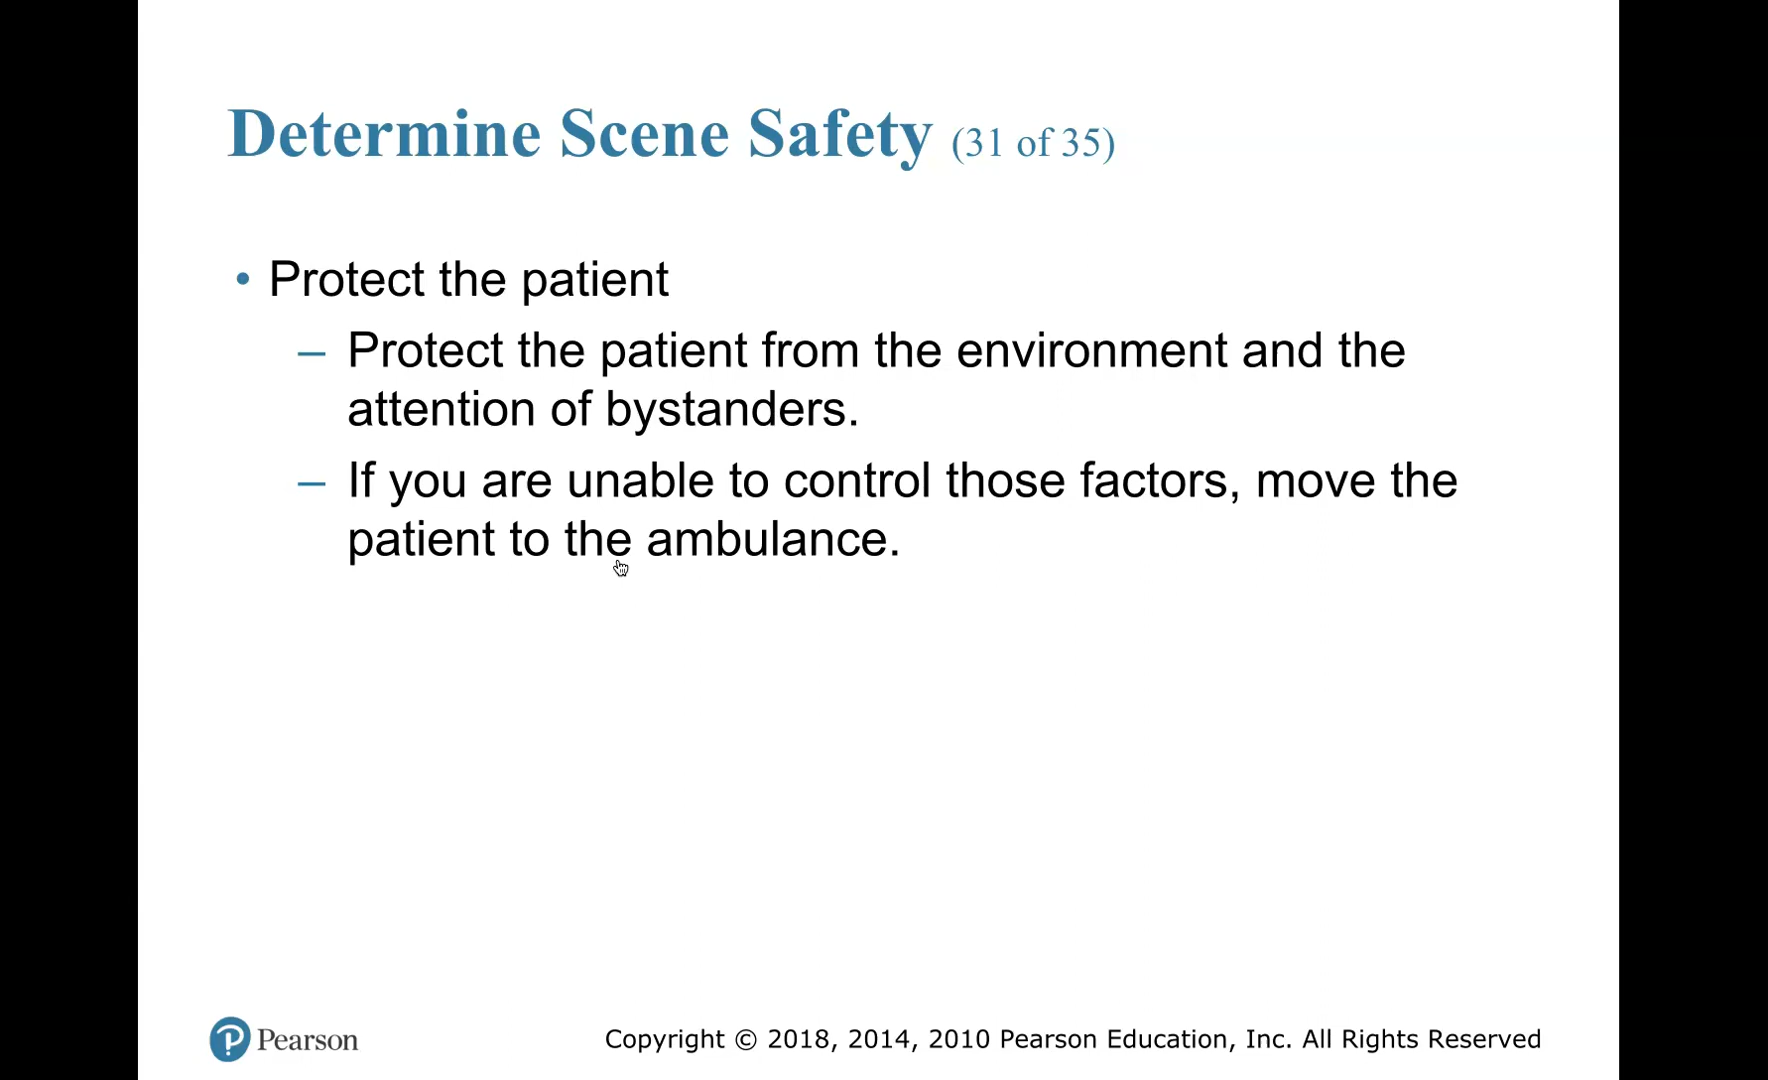 Determine Scene Safety (31 of 35)
• Protect the patient
– Protect the patient from the environment and the
attention of bystanders.
– If you are unable to control those factors, move the
patient to the ambulance.
Pearson
Copyright © 2018, 2014, 2010 Pearson Education, Inc. All Rights Reserved